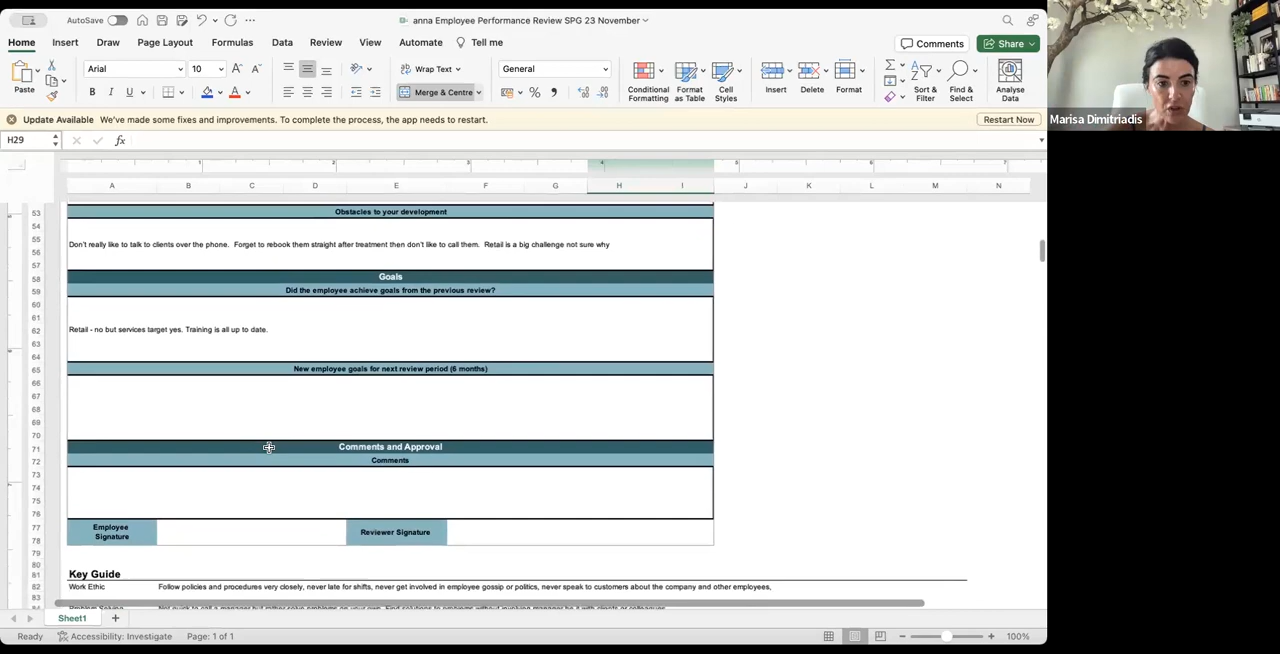 AutoSave
anna Employee Performance Review SPG 23 November
Home Insert Draw Page Layout Formulas Data Review View Automate Tell me
Comments Share
Paste
Arial 10
Wrap Text
General
B I U
Merge & Centre
Conditional Formatting
Format as Table
Cell Styles
Insert
Delete
Format
Sort & Filter
Find & Select
Analyse Data
Update Available We've made some fixes and improvements. To complete the process, the app needs to restart. Restart Now
H29 fx
A B C D E F G H I J K L M N
53 Obstacles to your development
54
55
56 Don't really like to talk to clients over the phone. Forget to rebook them straight after treatment then don't like to call them. Retail is a big challenge not sure why
57
58 Goals
59 Did the employee achieve goals from the previous review?
60
61
62 Retail - no but services target yes. Training is all up to date.
63
64
65 New employee goals for next review period (6 months)
66
67
68
69
70
71 Comments and Approval
72 Comments
73
74
75
76
77 Employee Signature Reviewer Signature
78
79
80
81 Key Guide
82 Work Ethic Follow policies and procedures very closely, never late for shifts, never get involved in employee gossip or politics, never speak to customers about the company and other employees,
83
Sheet1
Ready Accessibility: Investigate Page: 1 of 1 100%
Marisa Dimitriadis